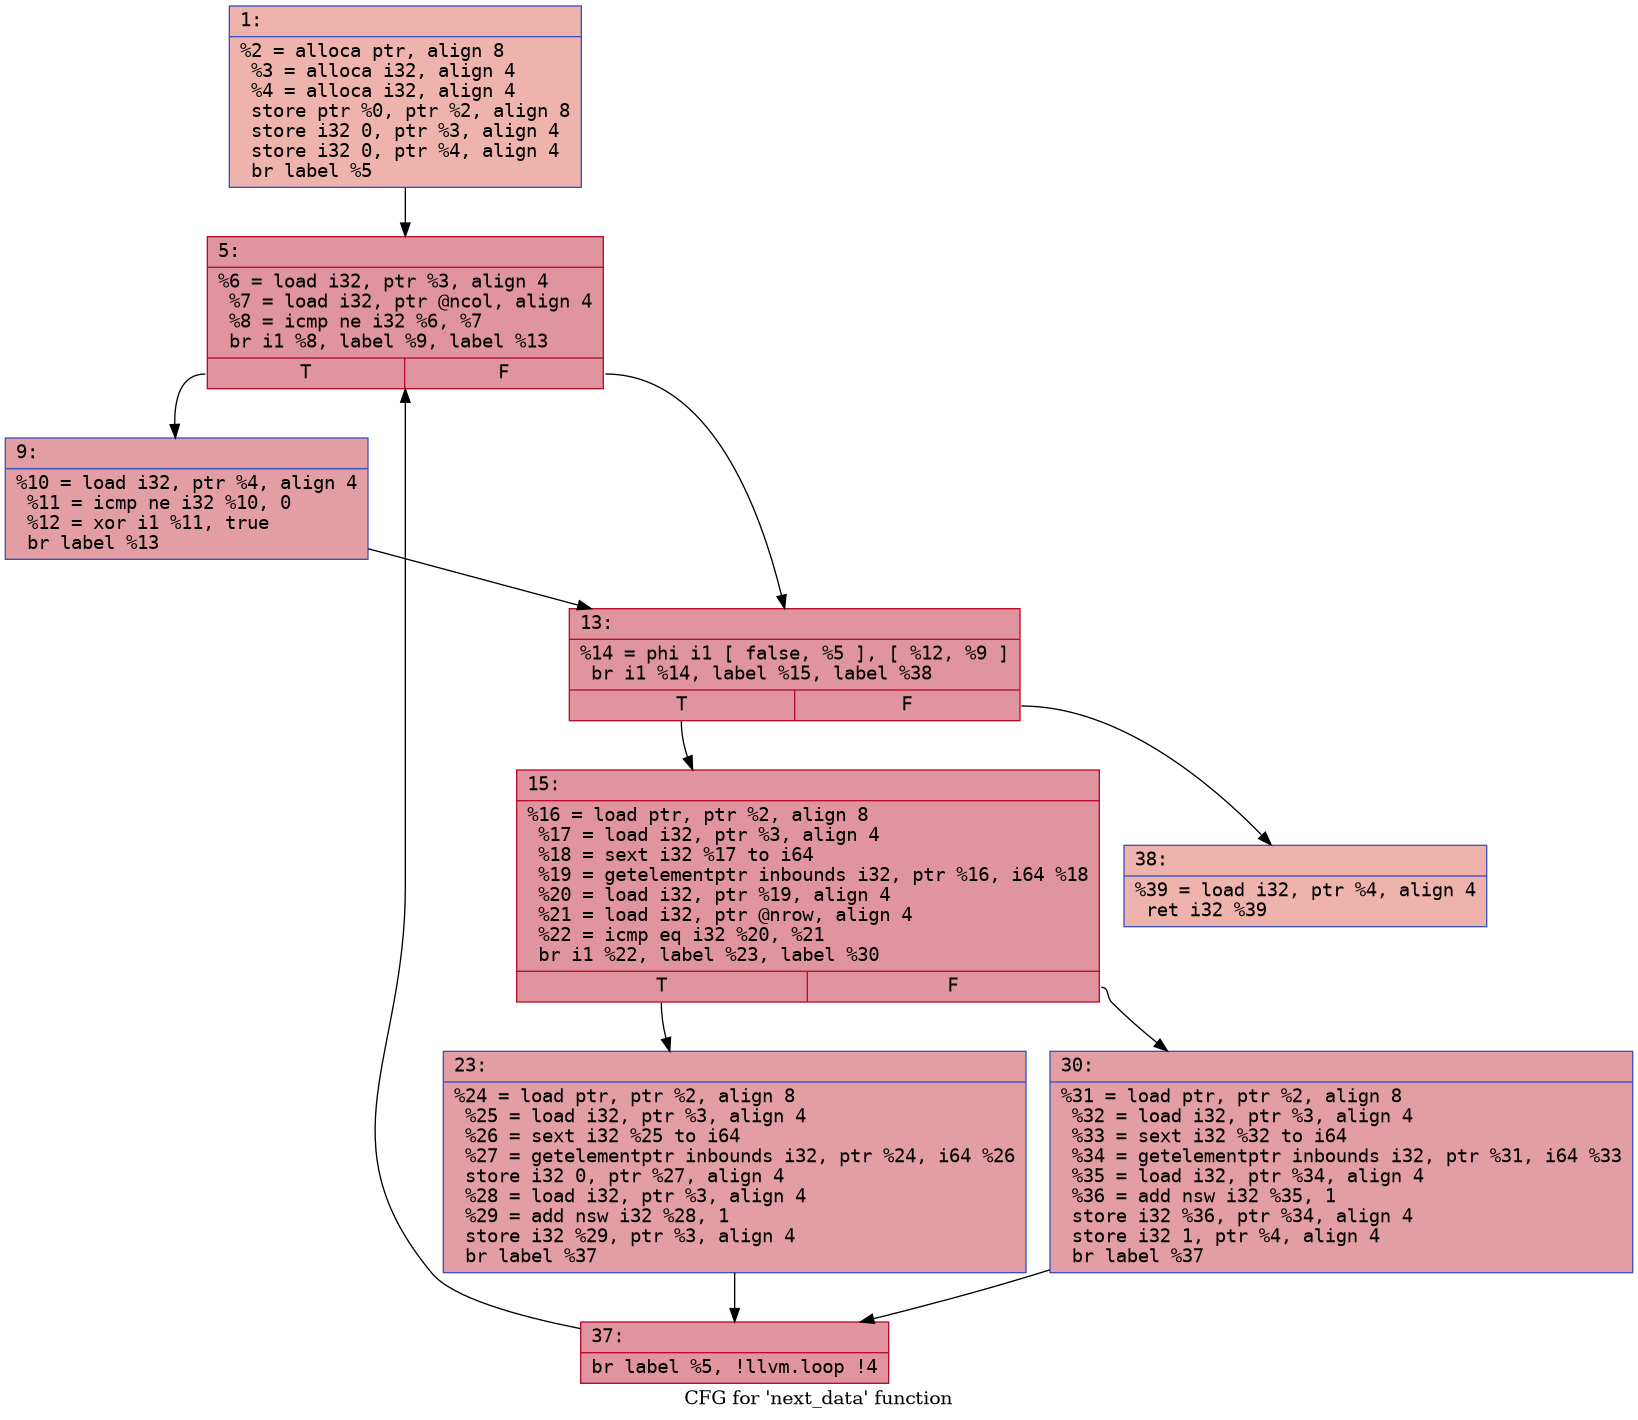 1:
%2 = alloca ptr, align 8
%3 = alloca i32, align 4
%4 = alloca i32, align 4
store ptr %0, ptr %2, align 8
store i32 0, ptr %3, align 4
store i32 0, ptr %4, align 4
br label %5
5:
%6 = load i32, ptr %3, align 4
%7 = load i32, ptr @ncol, align 4
%8 = icmp ne i32 %6, %7
br i1 %8, label %9, label %13
T F
9:
%10 = load i32, ptr %4, align 4
%11 = icmp ne i32 %10, 0
%12 = xor i1 %11, true
br label %13
13:
%14 = phi i1 [ false, %5 ], [ %12, %9 ]
br i1 %14, label %15, label %38
T F
15:
%16 = load ptr, ptr %2, align 8
%17 = load i32, ptr %3, align 4
%18 = sext i32 %17 to i64
%19 = getelementptr inbounds i32, ptr %16, i64 %18
%20 = load i32, ptr %19, align 4
%21 = load i32, ptr @nrow, align 4
%22 = icmp eq i32 %20, %21
br i1 %22, label %23, label %30
T F
38:
%39 = load i32, ptr %4, align 4
ret i32 %39
23:
%24 = load ptr, ptr %2, align 8
%25 = load i32, ptr %3, align 4
%26 = sext i32 %25 to i64
%27 = getelementptr inbounds i32, ptr %24, i64 %26
store i32 0, ptr %27, align 4
%28 = load i32, ptr %3, align 4
%29 = add nsw i32 %28, 1
store i32 %29, ptr %3, align 4
br label %37
30:
%31 = load ptr, ptr %2, align 8
%32 = load i32, ptr %3, align 4
%33 = sext i32 %32 to i64
%34 = getelementptr inbounds i32, ptr %31, i64 %33
%35 = load i32, ptr %34, align 4
%36 = add nsw i32 %35, 1
store i32 %36, ptr %34, align 4
store i32 1, ptr %4, align 4
br label %37
37:
br label %5, !llvm.loop !4
CFG for 'next_data' function